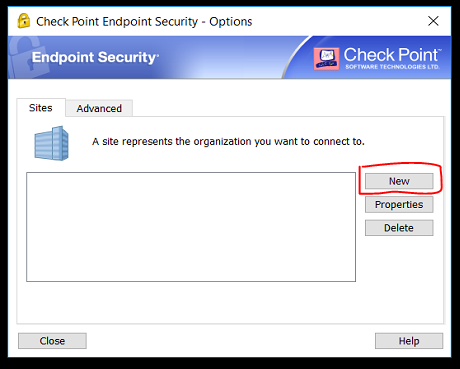 Check Point Endpoint Security - Options
Endpoint Security
Check Point™
SOFTWARE TECHNOLOGIES LTD.
Sites
Advanced
A site represents the organization you want to connect to.
New
Properties
Delete
Close
Help